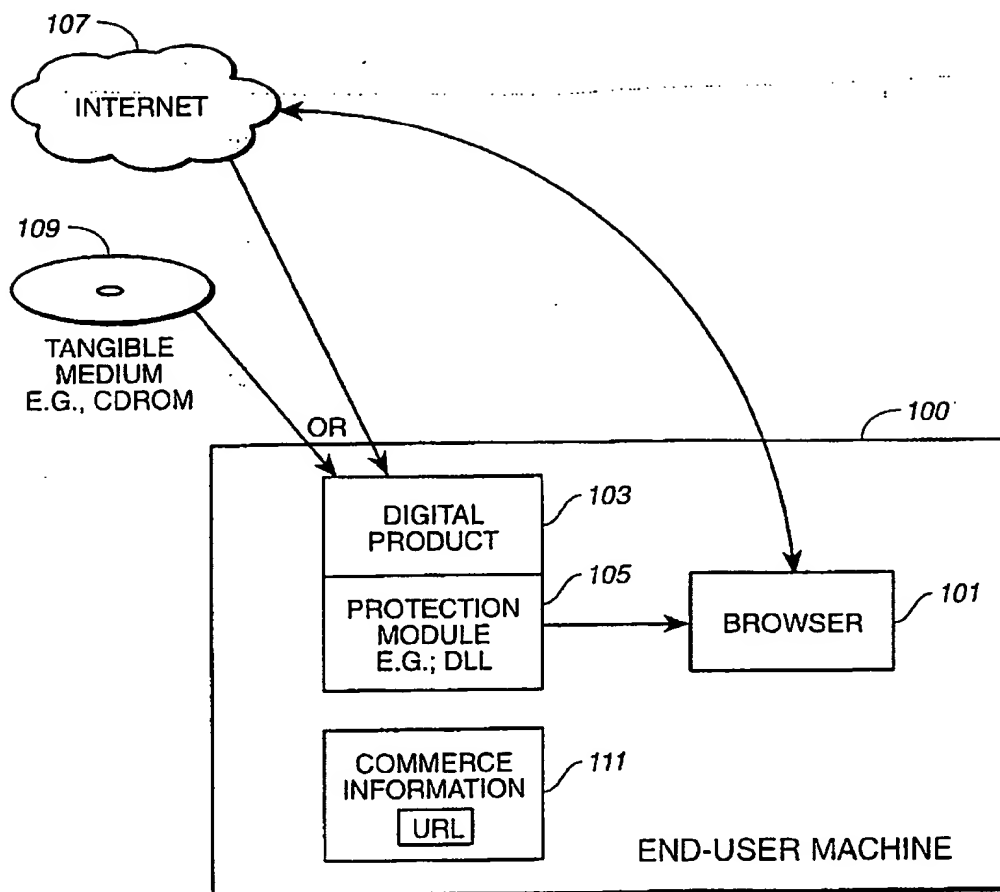 107
INTERNET
109
TANGIBLE
MEDIUM
E.G., CDROM
OR
100
DIGITAL
PRODUCT
103
PROTECTION
MODULE
E.G.; DLL
105
BROWSER
101
COMMERCE
INFORMATION
URL
111
END-USER MACHINE